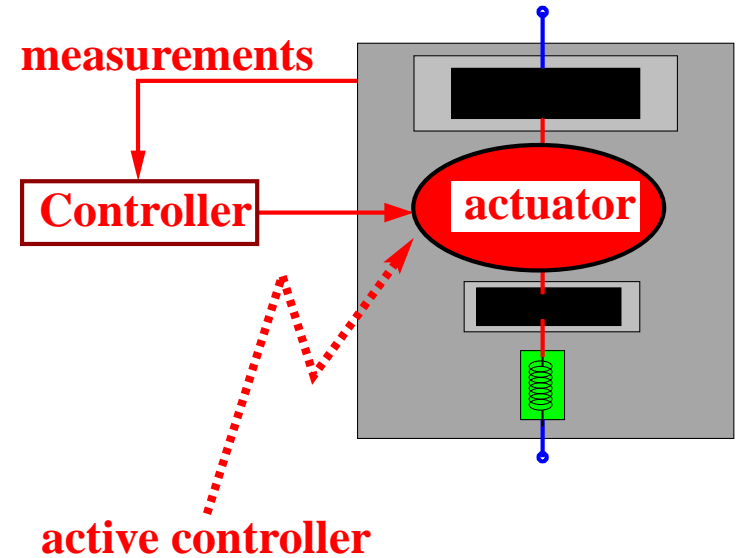 measurements
Controller
actuator
active controller